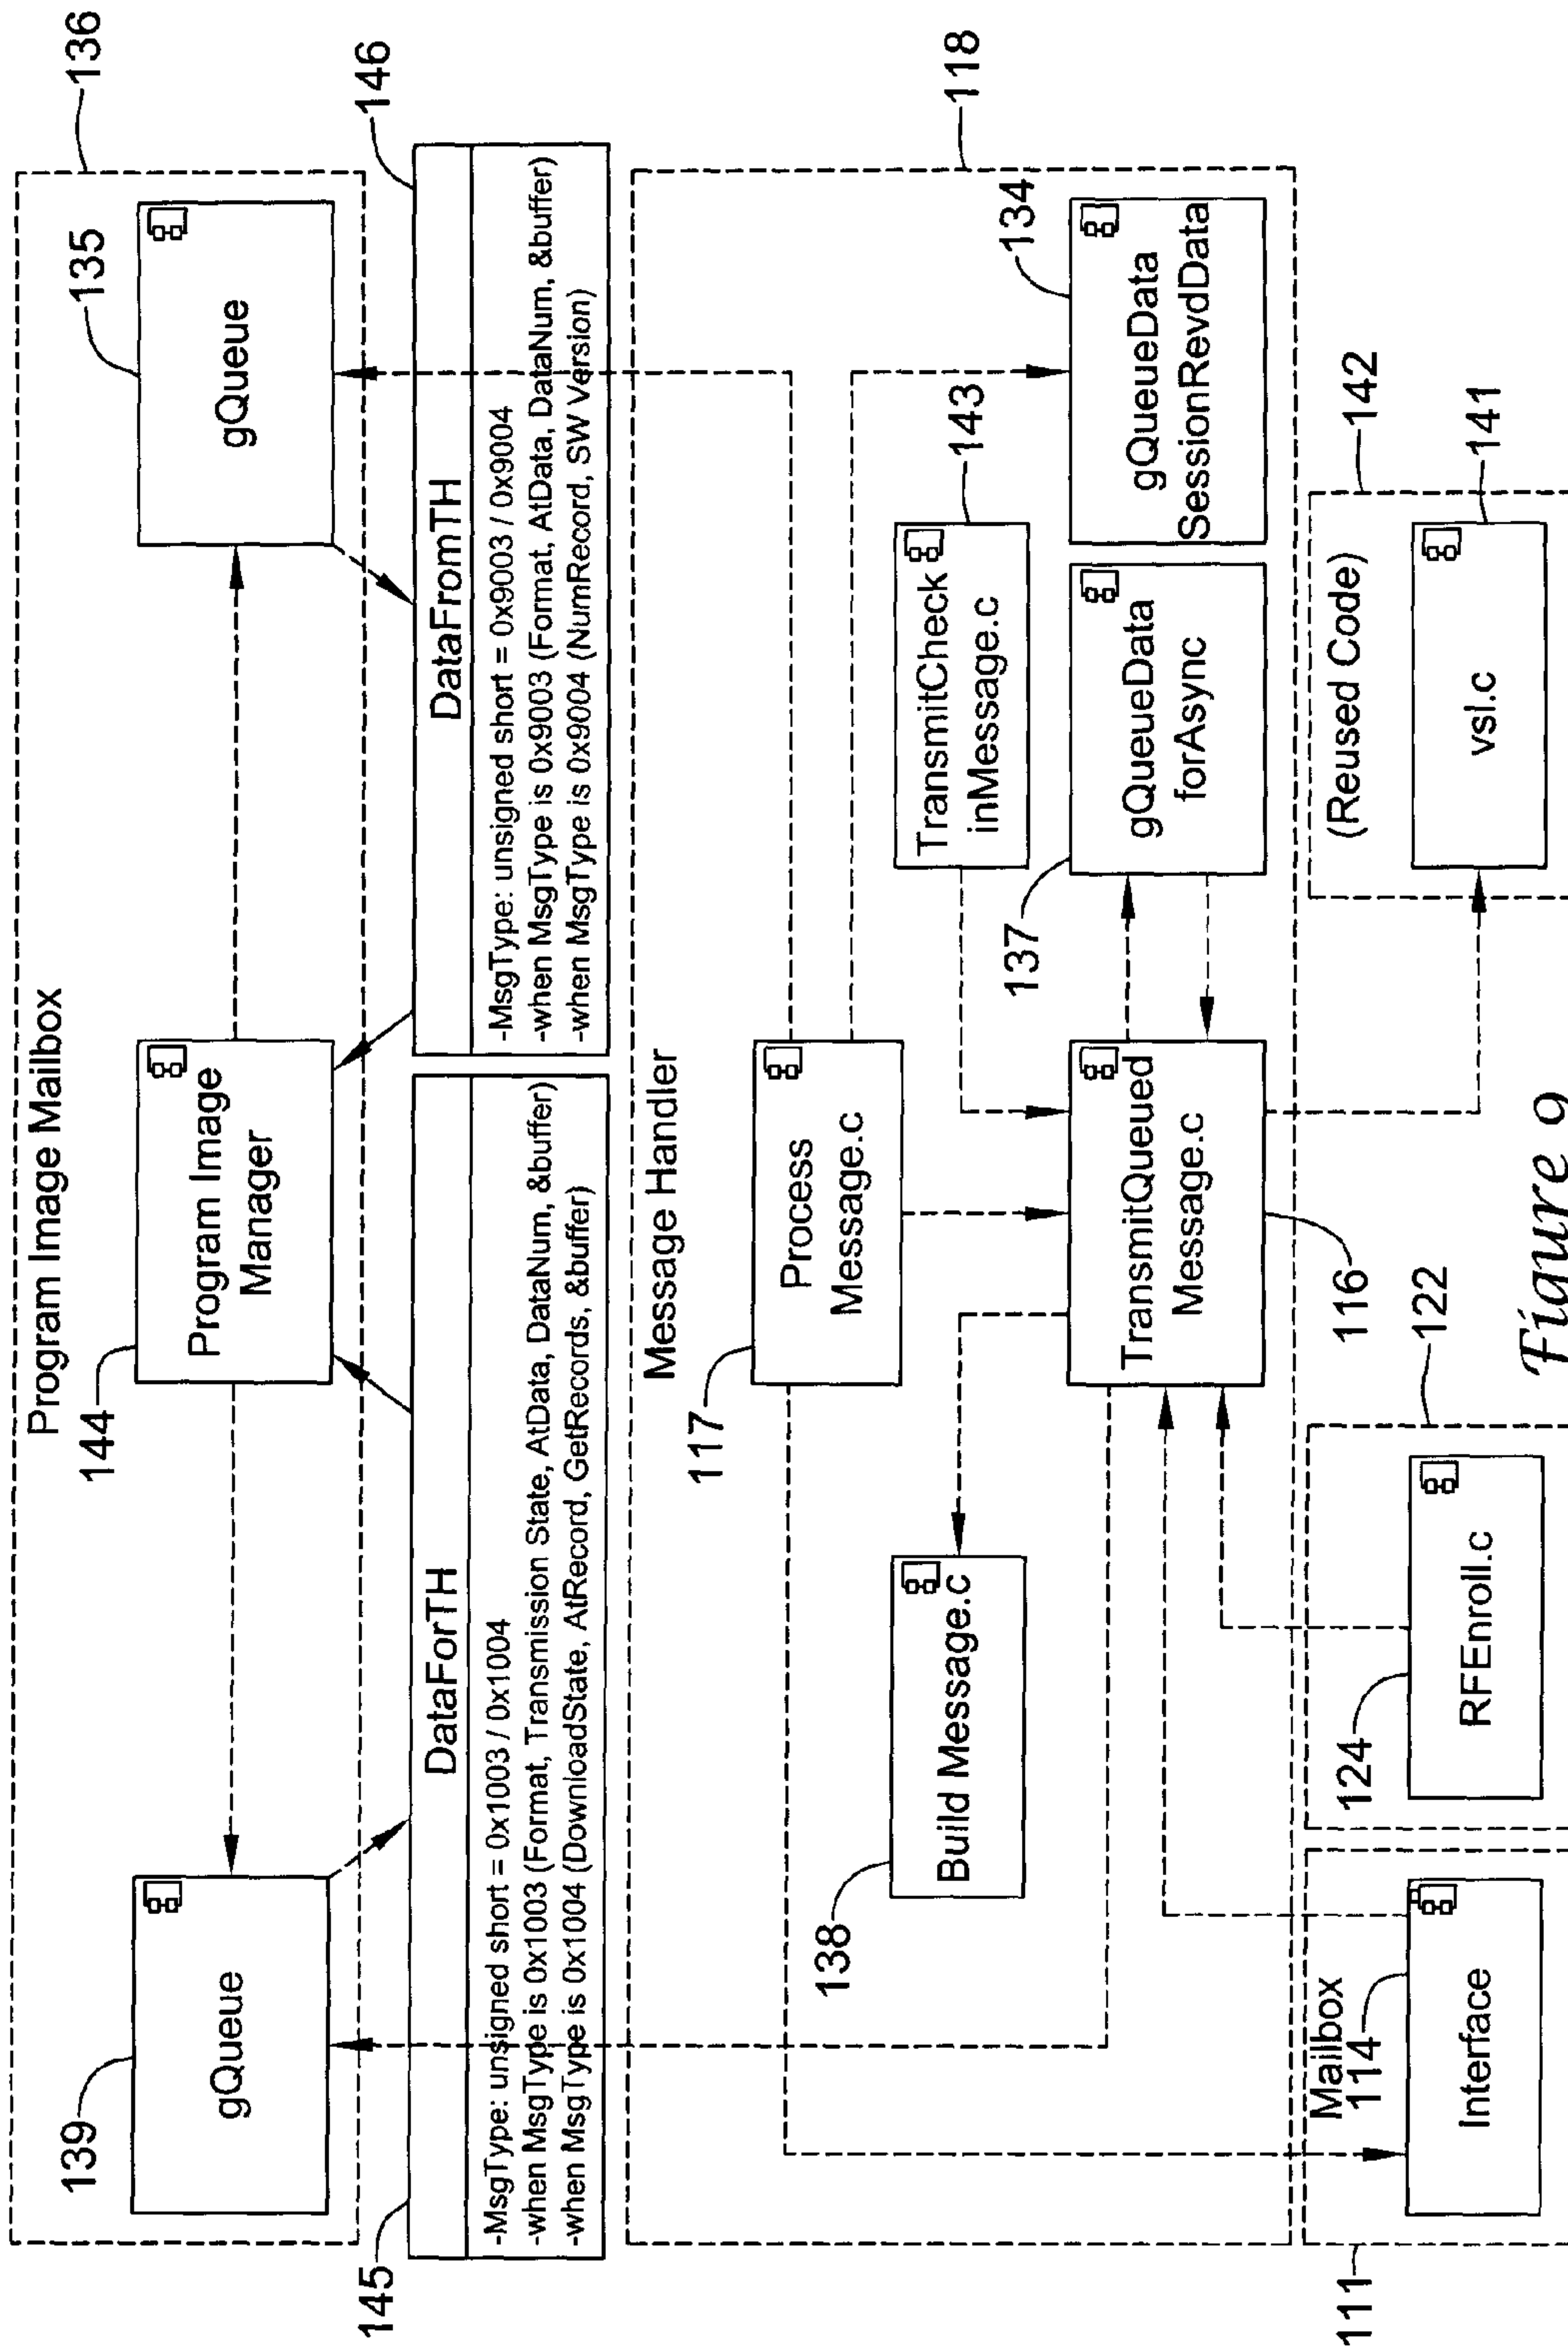 Program Image Mailbox
136
139
gQueue
144
Program Image
Manager
135
gQueue
145
DataForTH
-MsgType: unsigned short = 0x1003 / 0x1004
-when MsgType is 0x1003 (Format, Transmission State, AtData, DataNum, &buffer)
-when MsgType is 0x1004 (DownloadState, AtRecord, GetRecords, &buffer)
146
DataFromTH
-MsgType: unsigned short = 0x9003 / 0x9004
-when MsgType is 0x9003 (Format, AtData, DataNum, &buffer)
-when MsgType is 0x9004 (NumRecord, SW Version)
Message Handler
118
117
Process
Message.c
138
Build Message.c
143
TransmitCheck
inMessage.c
TransmitQueued
Message.c
116
137
gQueueData
forAsync
134
gQueueData
SessionRevdData
111
Mailbox
114
Interface
122
124
RFEnroll.c
142
(Reused Code)
141
vsl.c
Figure 9